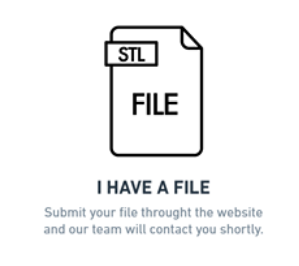 STL
FILE
I HAVE A FILE
Submit your file throught the website
and our team will contact you shortly.